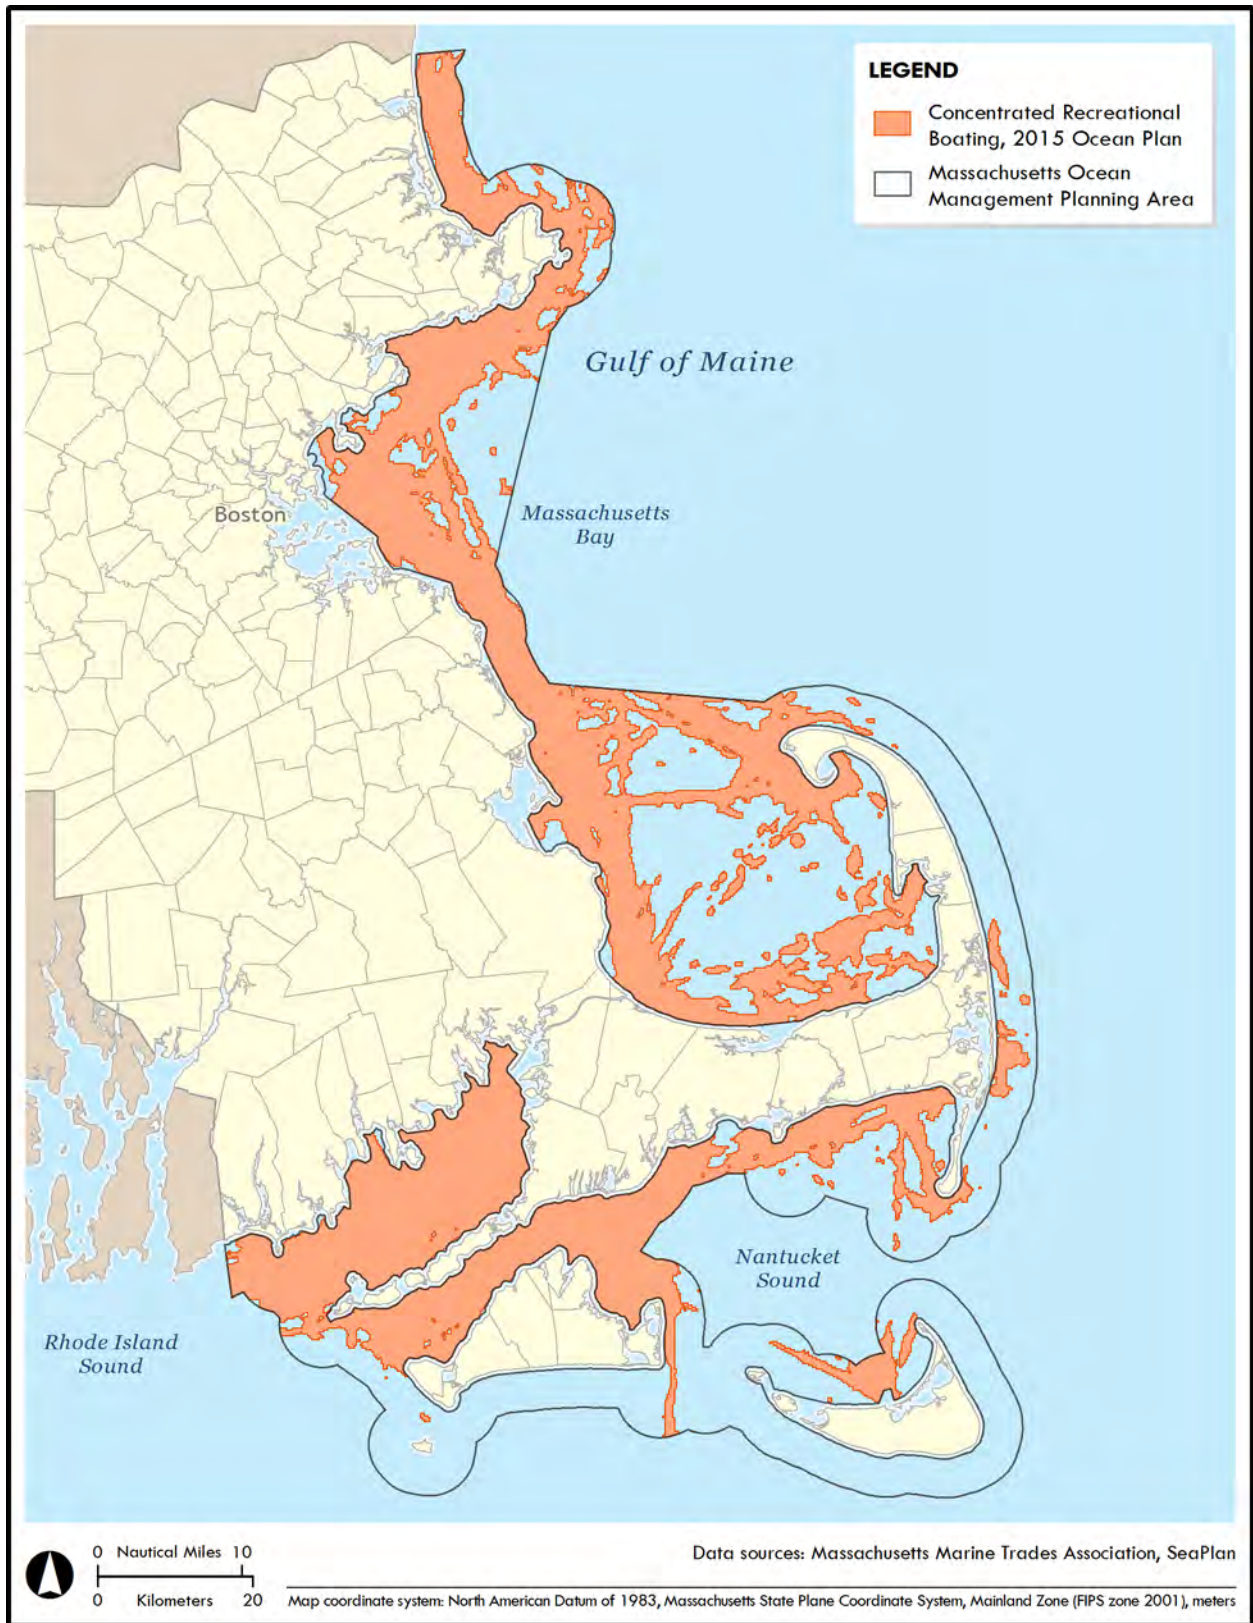 LEGEND
Concentrated Recreational
Boating, 2015 Ocean Plan
Massachusetts Ocean
Management Planning Area
Gulf of Maine
Massachusetts
Bay
Boston
Nantucket
Sound
Rhode Island
Sound
0 Nautical Miles 10
0 Kilometers 20
Data sources: Massachusetts Marine Trades Association, SeaPlan
Map coordinate system: North American Datum of 1983, Massachusetts State Plane Coordinate System, Mainland Zone (FIPS zone 2001), meters